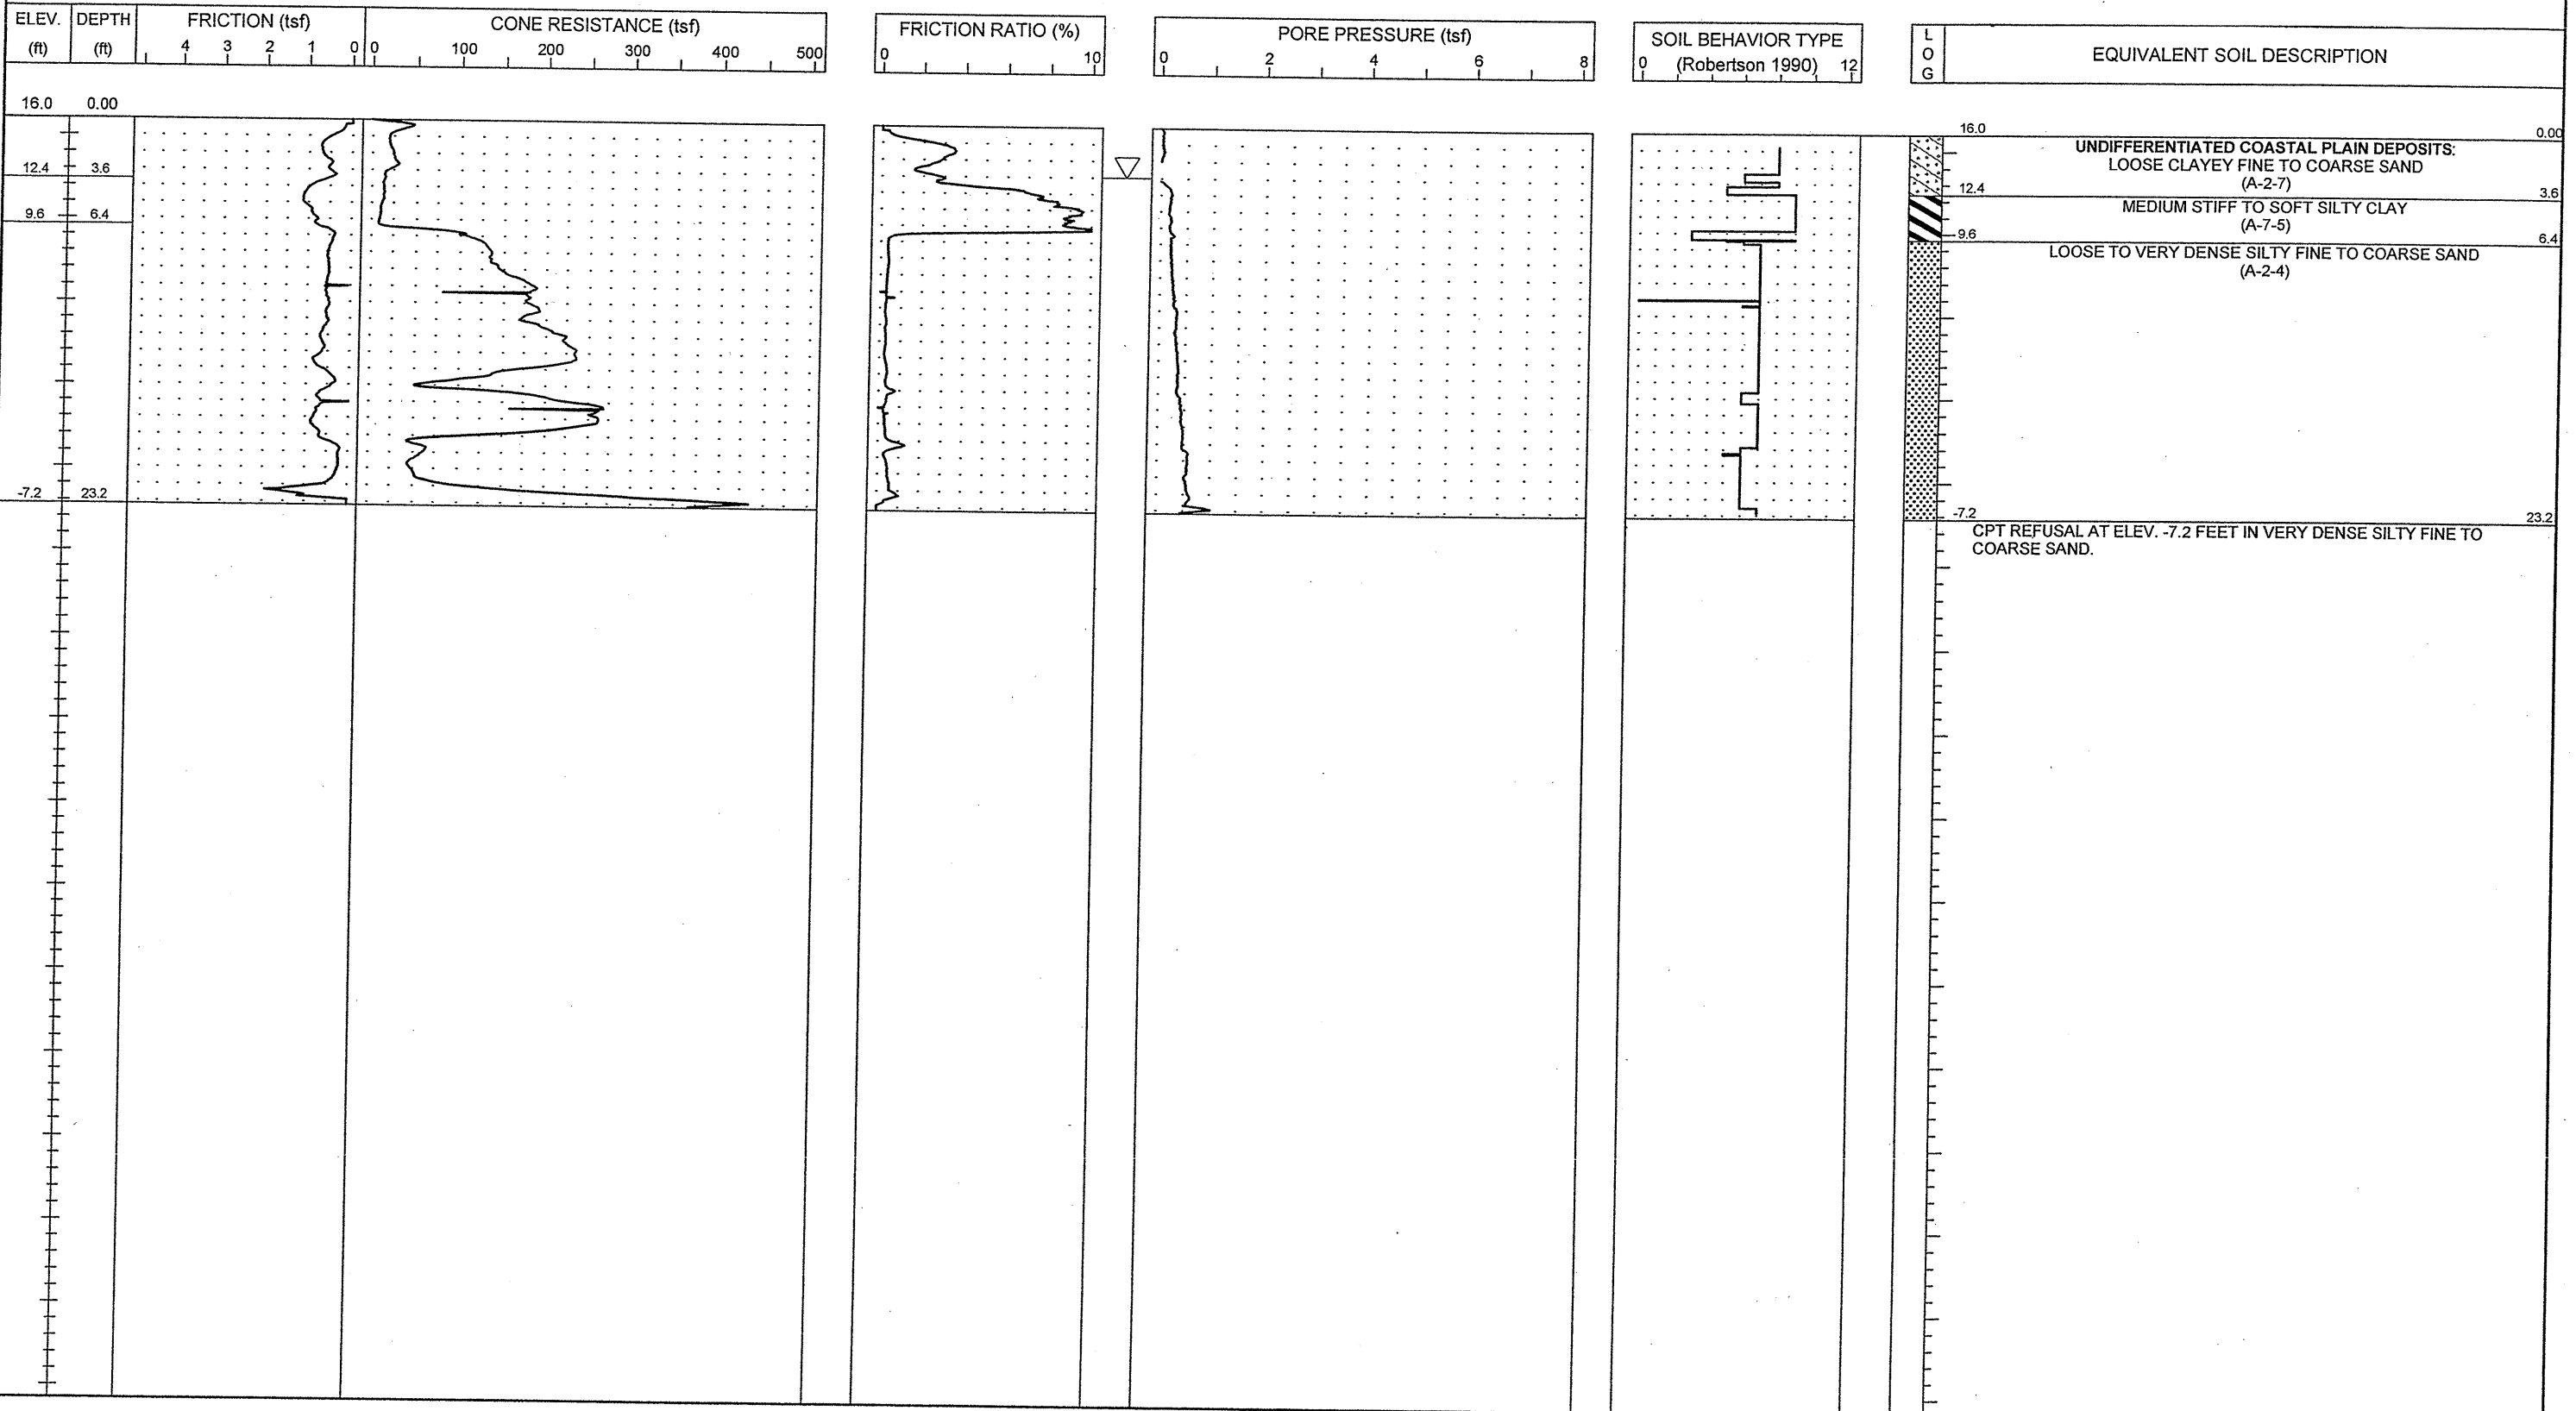 ELEV. DEPTH FRICTION (tsf) CONE RESISTANCE (tsf) FRICTION RATIO (%) PORE PRESSURE (tsf) SOIL BEHAVIOR TYPE L
(ft) (ft) 4 3 2 1 0 0 100 200 300 400 500 0 10 0 2 4 6 8 (Robertson 1990) O EQUIVALENT SOIL DESCRIPTION
0 12 G
16.0 0.00
16.0 0.00
UNDIFFERENTIATED COASTAL PLAIN DEPOSITS:
LOOSE CLAYEY FINE TO COARSE SAND
(A-2-7)
12.4 3.6
12.4 3.6
MEDIUM STIFF TO SOFT SILTY CLAY
(A-7-5)
9.6 6.4
9.6 6.4
LOOSE TO VERY DENSE SILTY FINE TO COARSE SAND
(A-2-4)
-7.2 23.2
-7.2 23.2
CPT REFUSAL AT ELEV. -7.2 FEET IN VERY DENSE SILTY FINE TO
COARSE SAND.